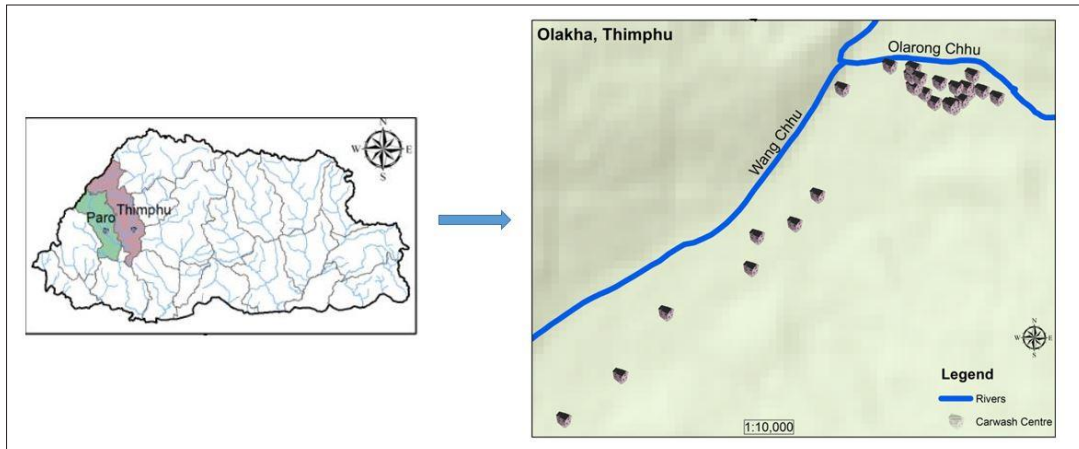 N
W E
S
Paro Thimphu
Olakha, Thimphu
Olarong Chhu
Wang Chhu
N
W E
S
Legend
Rivers
Carwash Centre
1:10,000